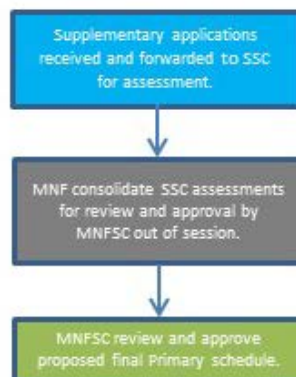 Supplementary applications
received and forwarded to SSC
for assessment.
MNF consolidate SSC assessments
for review and approval by
MNFSC out of session.
MNFSC review and approve
proposed final Primary schedule.